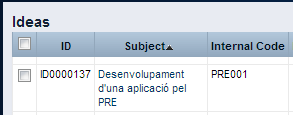 Ideas
ID Subject Internal Code
ID0000137 Desenvolupament PRE001
d'una aplicació pel
PRE